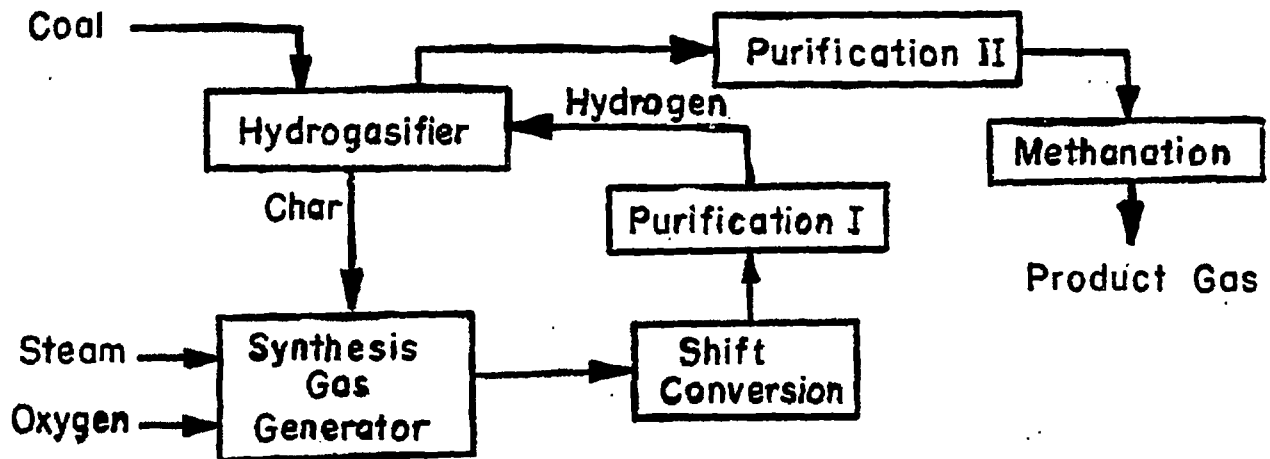 Coal
Purification II
Hydrogasifier
Hydrogen
Methanation
Char
Purification I
Product Gas
Steam
Synthesis
Gas
Generator
Oxygen
Shift
Conversion